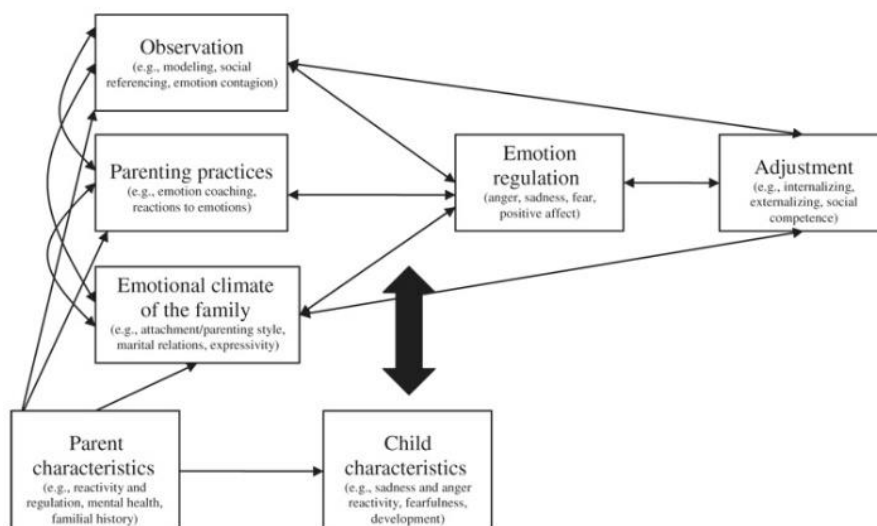 Observation
(e.g., modeling, social
referencing, emotion contagion)
Parenting practices
(e.g., emotion coaching,
reactions to emotions)
Emotion
regulation
(anger, sadness, fear,
positive affect)
Adjustment
(e.g., internalizing,
externalizing, social
competence)
Emotional climate
of the family
(e.g., attachment/parenting style,
marital relations, expressivity)
Parent
characteristics
(e.g., reactivity and
regulation, mental health,
familial history)
Child
characteristics
(e.g., sadness and anger
reactivity, fearfulness,
development)